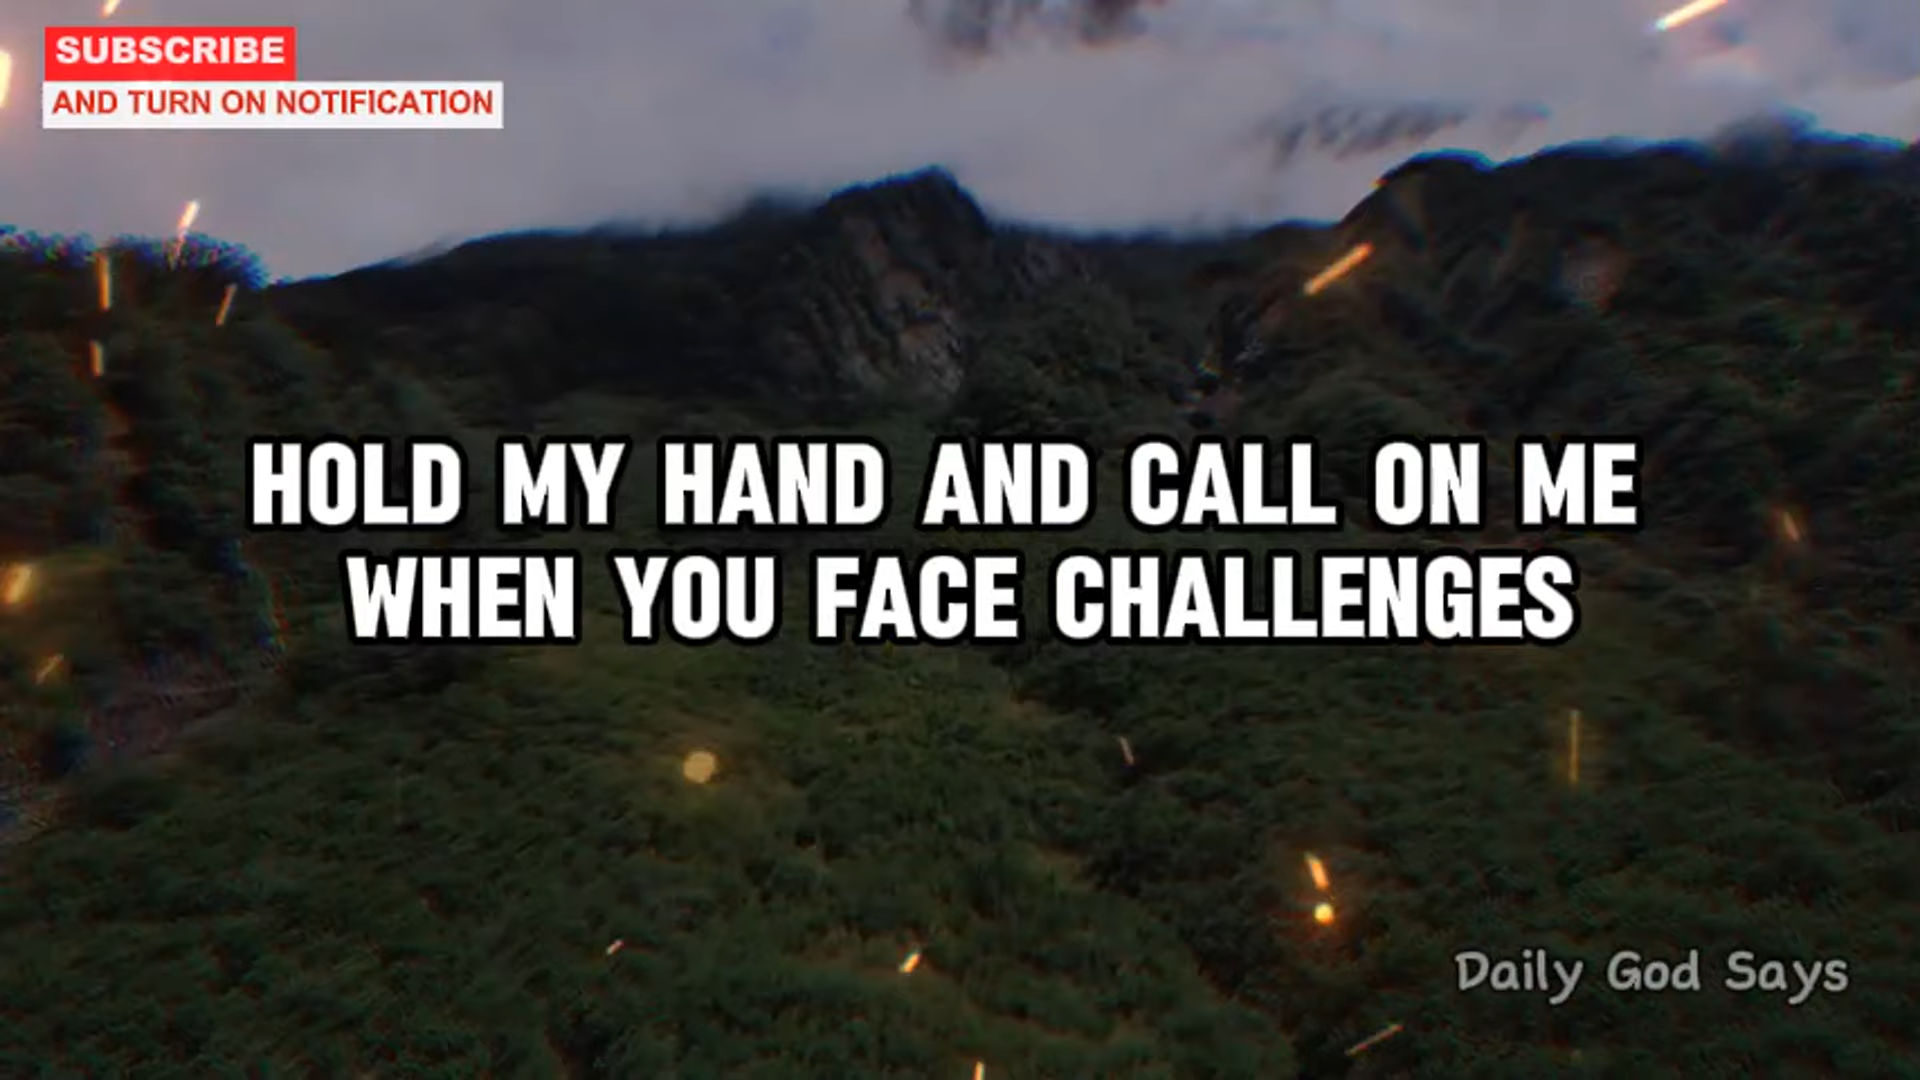 SUBSCRIBE
AND TURN ON NOTIFICATION
HOLD MY HAND AND CALL ON ME
WHEN YOU FACE CHALLENGES
Daily God Says